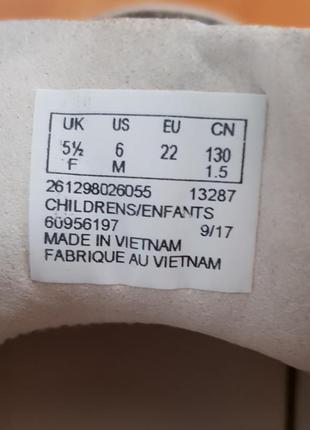 UK US EU CN
5½ 6 22 130
F M 1.5
261298026055 13287
CHILDRENS/ENFANTS
60956197 9/17
MADE IN VIETNAM
FABRIQUE AU VIETNAM